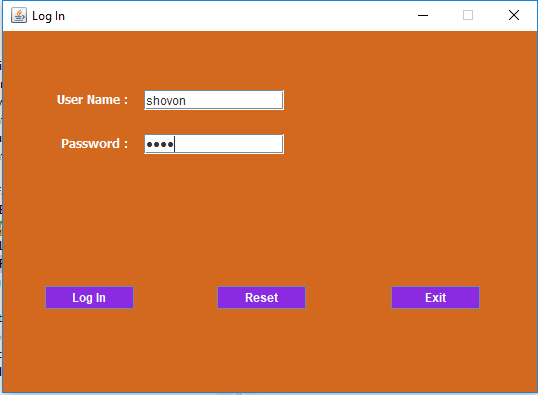 Log In
User Name : shovon
Password : ••••
Log In Reset Exit